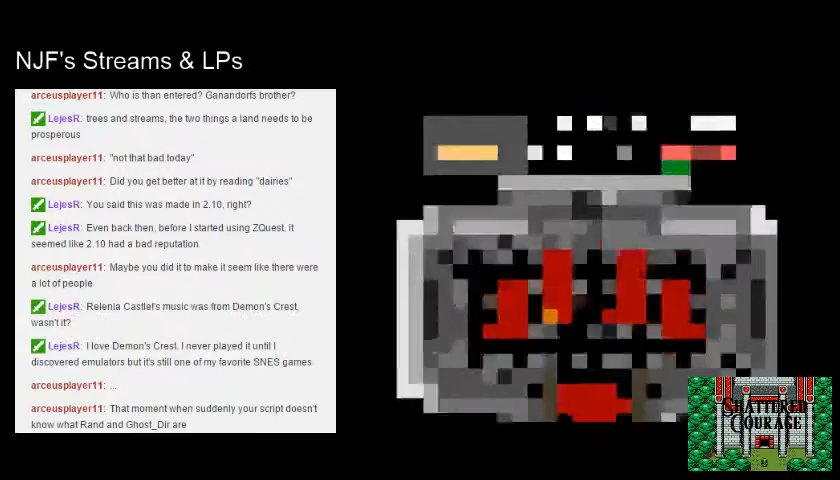 NJF's Streams & LPs
arceusplayer11: Who is than entered? Ganandorfs brother?
LejesR: trees and streams, the two things a land needs to be
prosperous
arceusplayer11: "not that bad today"
arceusplayer11: Did you get better at it by reading "dairies"
LejesR: You said this was made in 2.10, right?
LejesR: Even back then, before I started using ZQuest, it
seemed like 2.10 had a bad reputation.
arceusplayer11: Maybe you did it to make it seem like there were
a lot of people
LejesR: Relenia Castlef's music was from Demon's Crest,
wasn't it?
LejesR: I love Demon's Crest. I never played it until I
discovered emulators but it's still one of my favorite SNES games.
arceusplayer11: ...
arceusplayer11: That moment when suddenly your script doesn't
know what Rand and Ghost_Dir are
Shattered
Courage